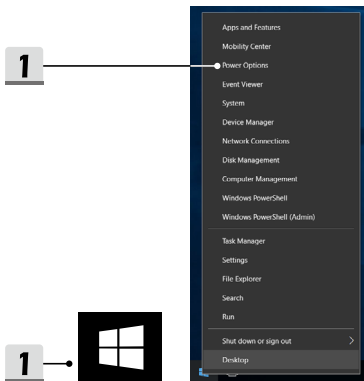 1
Apps and Features
Mobility Center
Power Options
Event Viewer
System
Device Manager
Network Connections
Disk Management
Computer Management
Windows PowerShell
Windows PowerShell (Admin)
Task Manager
Settings
File Explorer
Search
Run
Shut down or sign out
Desktop
1